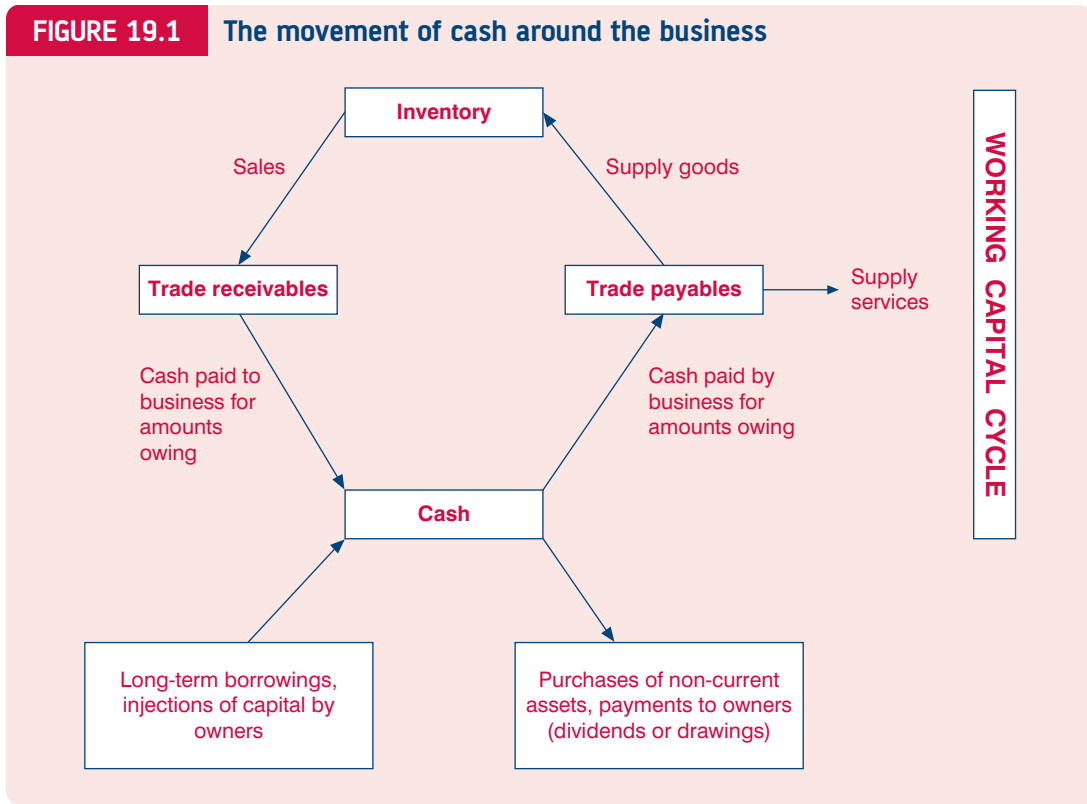 FIGURE 19.1
The movement of cash around the business
Inventory
Sales
Supply goods
Trade receivables
Trade payables
Supply
services
Cash paid to
business for
amounts
owing
Cash paid by
business for
amounts owing
Cash
Long-term borrowings,
injections of capital by
owners
Purchases of non-current
assets, payments to owners
(dividends or drawings)
WORKING CAPITAL CYCLE